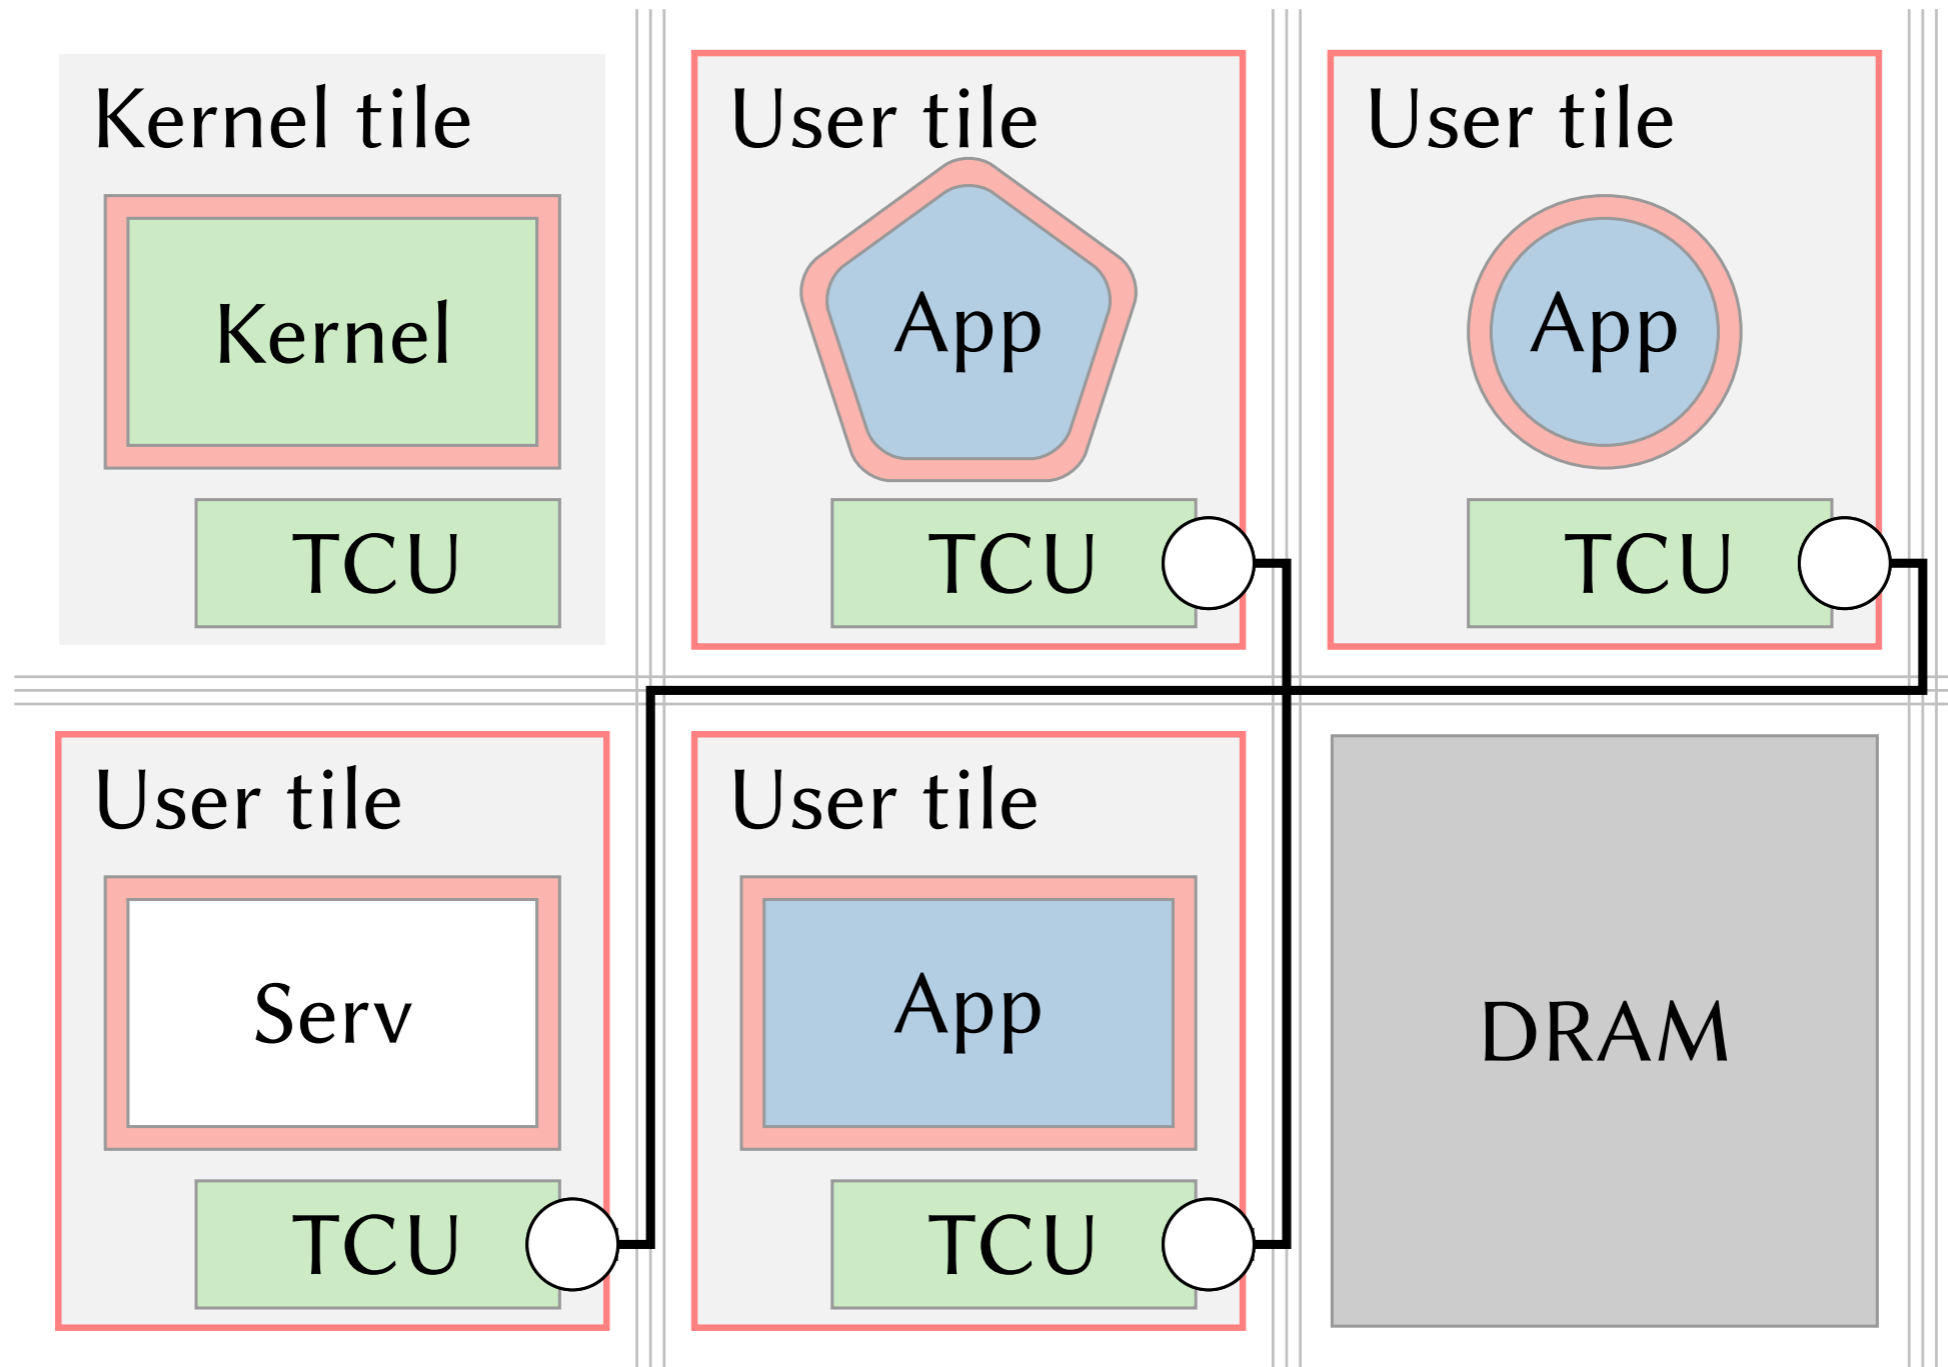 Kernel tile
Kernel
TCU
User tile
App
TCU
User tile
App
TCU
User tile
Serv
TCU
User tile
App
TCU
DRAM